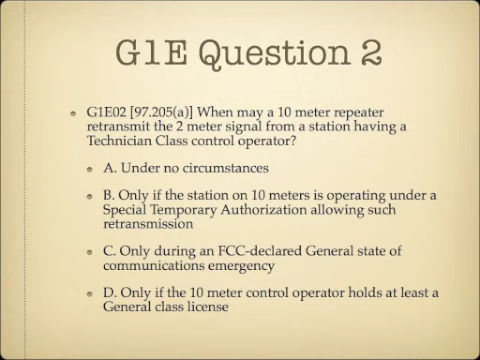 G1E Question 2
G1E02 [97.205(a)] When may a 10 meter repeater
retransmit the 2 meter signal from a station having a
Technician Class control operator?
A. Under no circumstances
B. Only if the station on 10 meters is operating under a
Special Temporary Authorization allowing such
retransmission
C. Only during an FCC-declared General state of
communications emergency
D. Only if the 10 meter control operator holds at least a
General class license